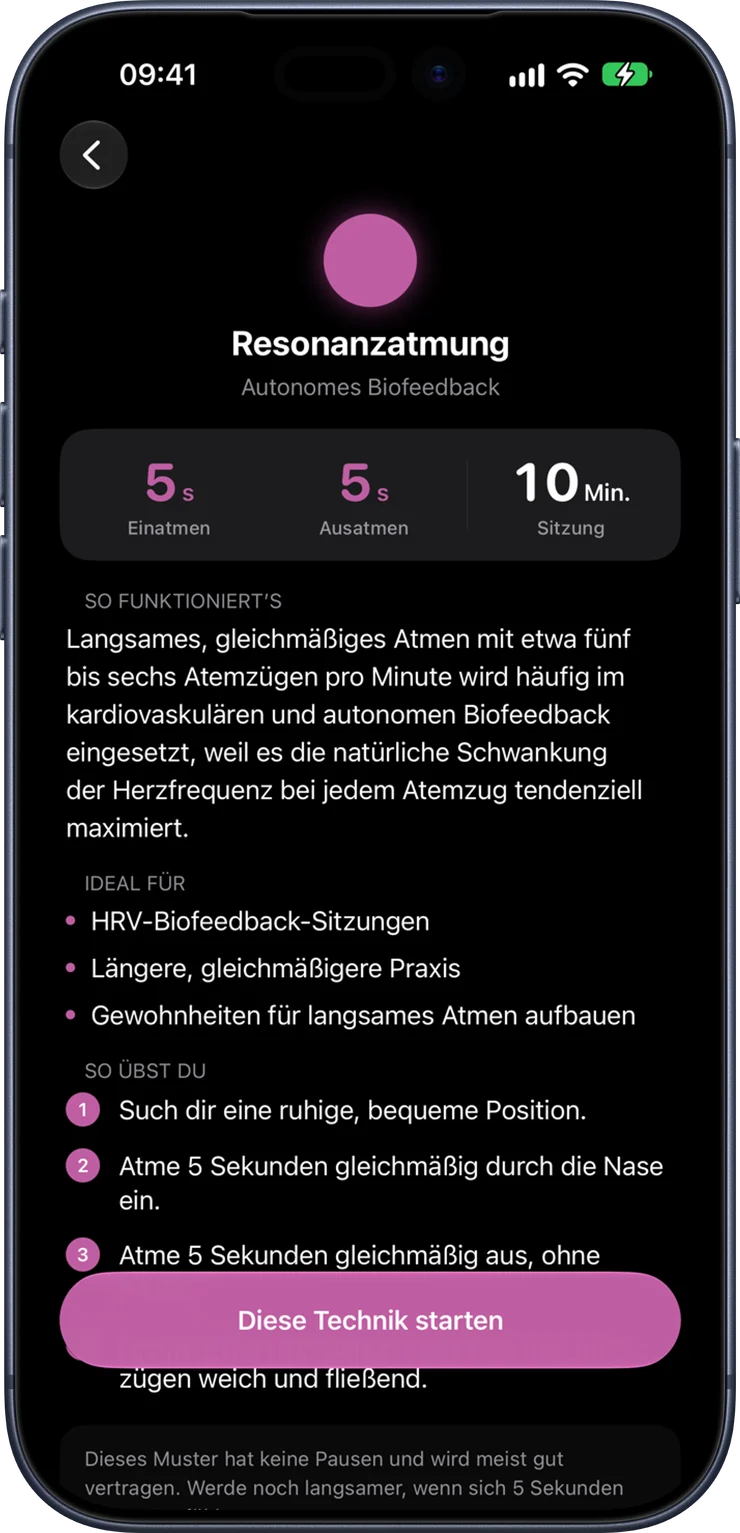 09:41
Resonanzatmung
Autonomes Biofeedback
5 s 5 s 10 Min.
Einatmen Ausatmen Sitzung
SO FUNKTIONIERT’S
Langsames, gleichmäßiges Atmen mit etwa fünf
bis sechs Atemzügen pro Minute wird häufig im
kardiovaskulären und autonomen Biofeedback
eingesetzt, weil es die natürliche Schwankung
der Herzfrequenz bei jedem Atemzug tendenziell
maximiert.
IDEAL FÜR
• HRV-Biofeedback-Sitzungen
• Längere, gleichmäßigere Praxis
• Gewohnheiten für langsames Atmen aufbauen
SO ÜBST DU
1 Such dir eine ruhige, bequeme Position.
2 Atme 5 Sekunden gleichmäßig durch die Nase
ein.
3 Atme 5 Sekunden gleichmäßig aus, ohne
Diese Technik starten
zügen weich und fließend.
Dieses Muster hat keine Pausen und wird meist gut
vertragen. Werde noch langsamer, wenn sich 5 Sekunden